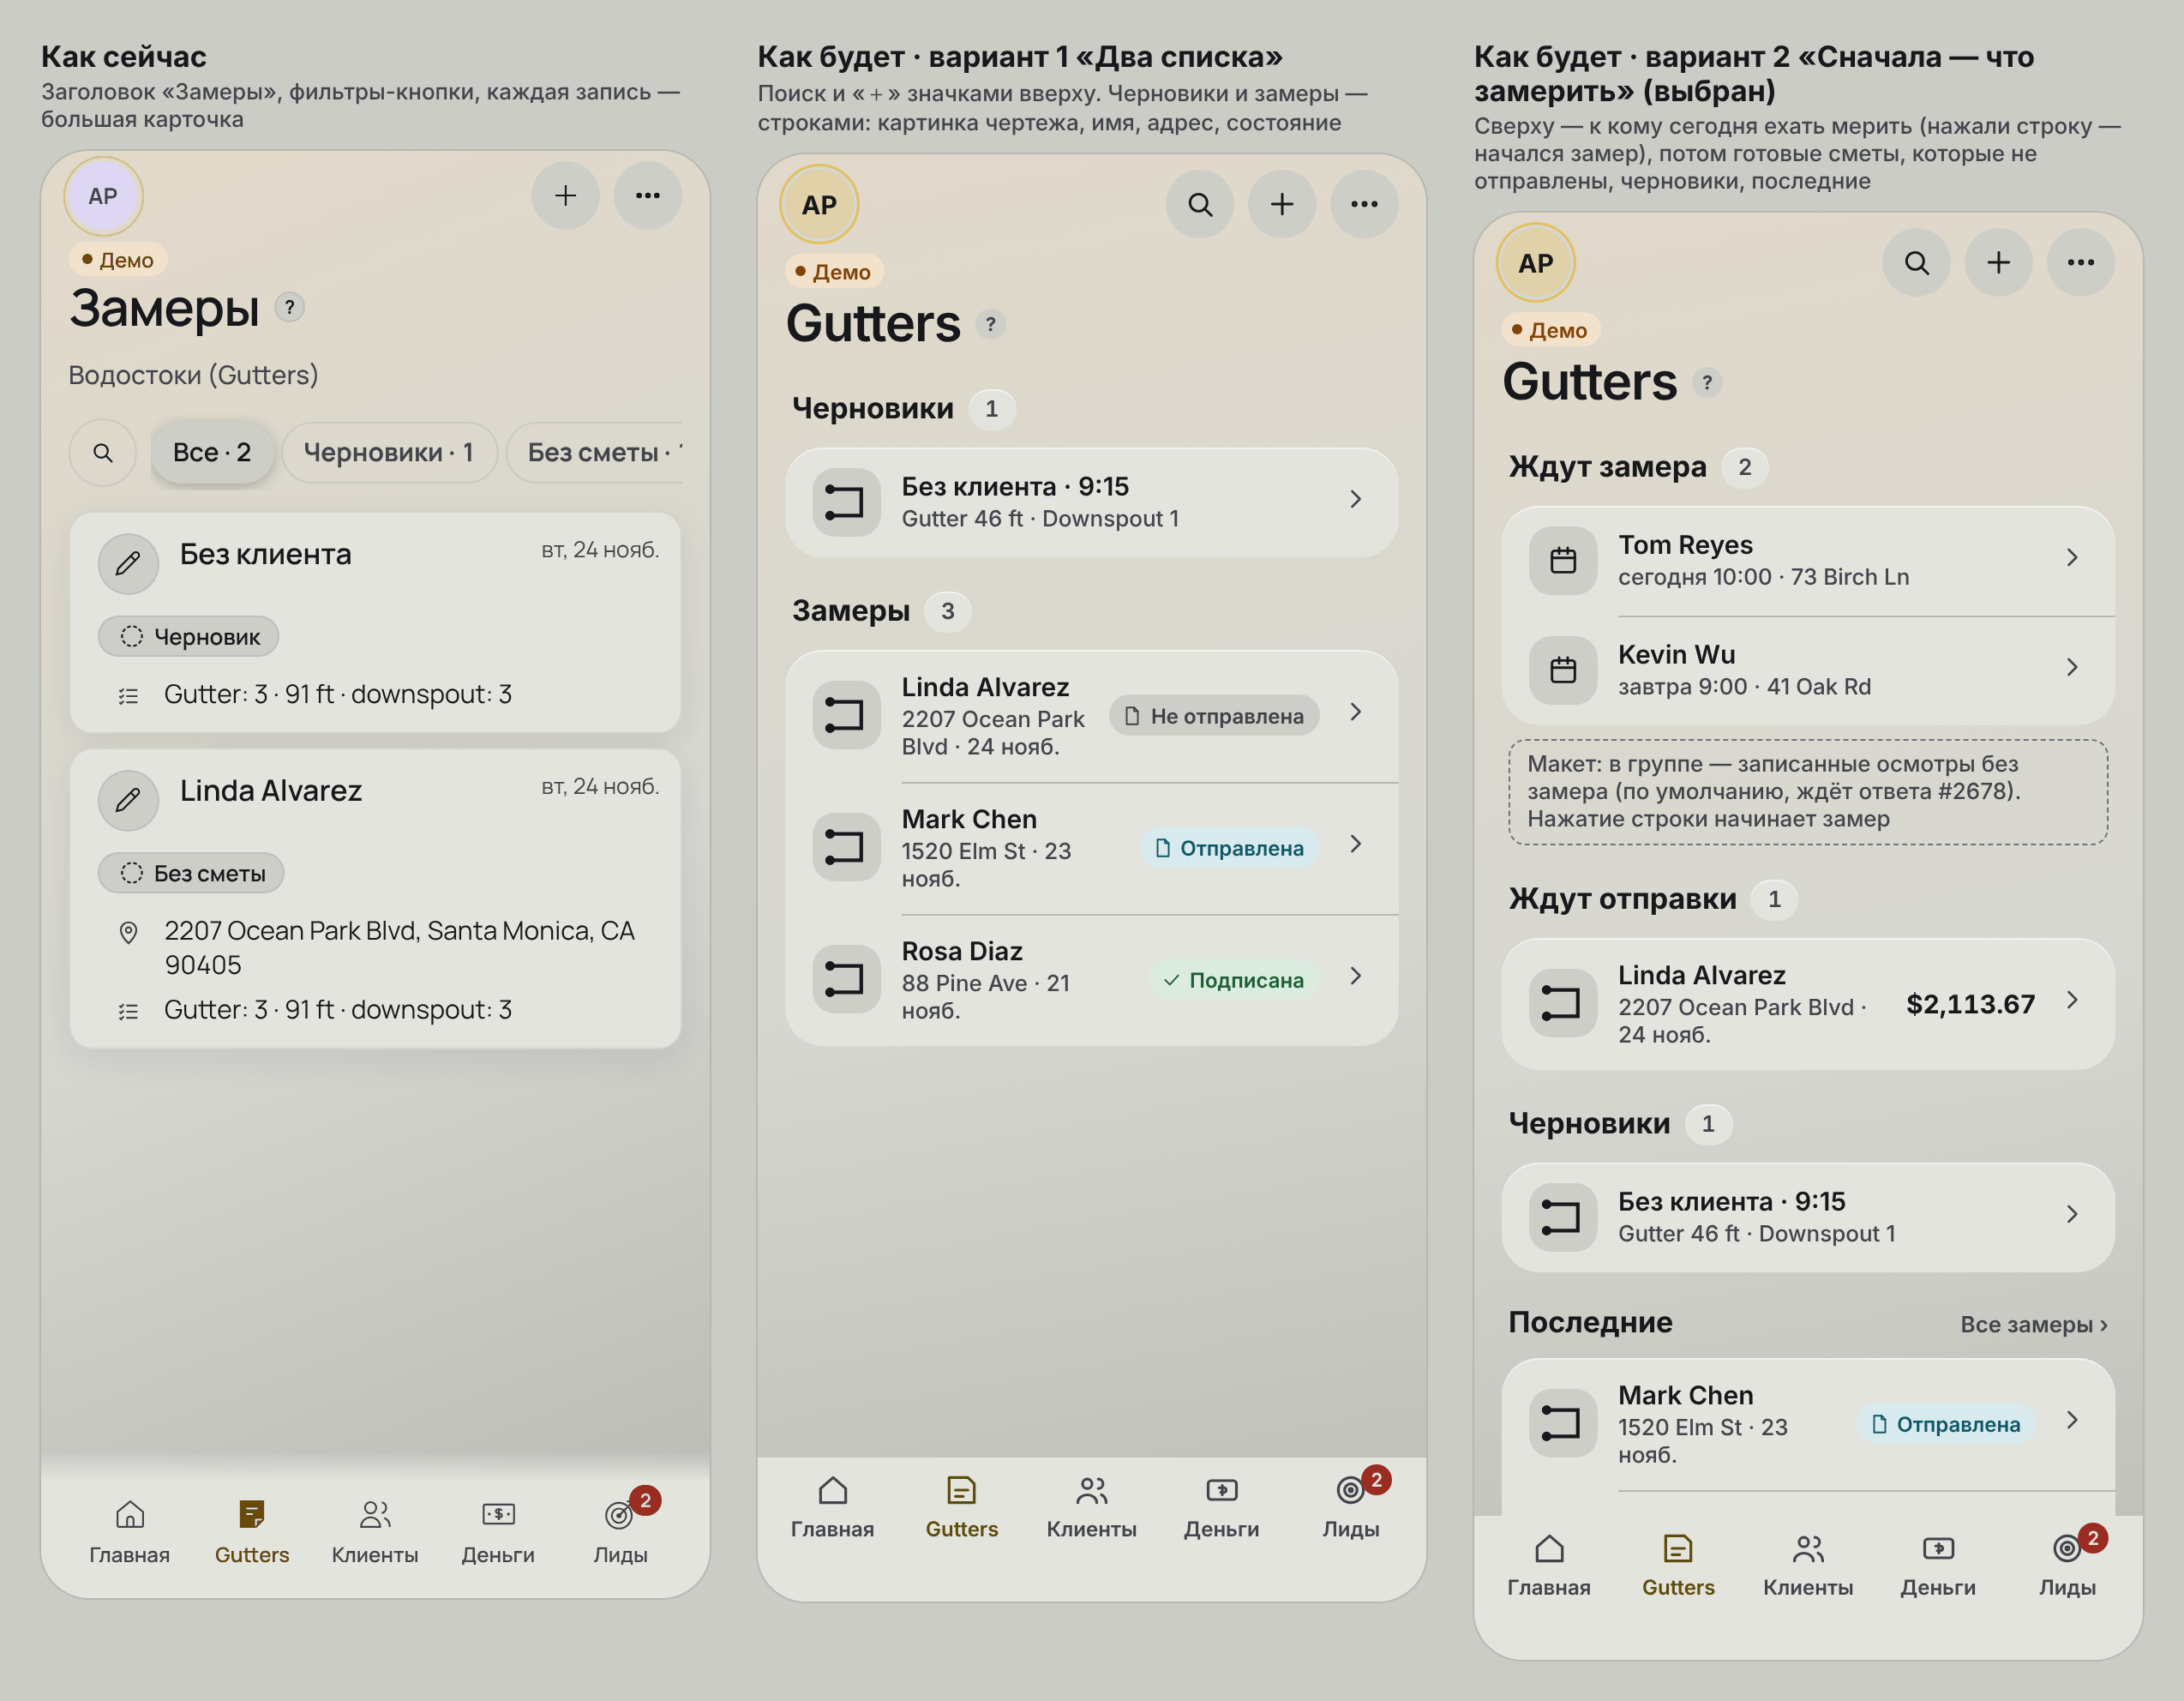 Как сейчас
Заголовок «Замеры», фильтры-кнопки, каждая запись —
большая карточка
AP
Демо
Замеры ?
Водостоки (Gutters)
Все · 2
Черновики · 1
Без сметы ·
Без клиента
вт, 24 нояб.
Черновик
Gutter: 3 · 91 ft · downspout: 3
Linda Alvarez
вт, 24 нояб.
Без сметы
2207 Ocean Park Blvd, Santa Monica, CA
90405
Gutter: 3 · 91 ft · downspout: 3
Главная
Gutters
Клиенты
Деньги
Лиды
2
Как будет · вариант 1 «Два списка»
Поиск и «+» значками вверху. Черновики и замеры —
строками: картинка чертежа, имя, адрес, состояние
AP
Демо
Gutters ?
Черновики 1
Без клиента · 9:15
Gutter 46 ft · Downspout 1
Замеры 3
Linda Alvarez
2207 Ocean Park
Blvd · 24 нояб.
Не отправлена
Mark Chen
1520 Elm St · 23
нояб.
Отправлена
Rosa Diaz
88 Pine Ave · 21
нояб.
Подписана
Главная
Gutters
Клиенты
Деньги
Лиды
2
Как будет · вариант 2 «Сначала — что
замерить» (выбран)
Сверху — к кому сегодня ехать мерить (нажали строку —
начался замер), потом готовые сметы, которые не
отправлены, черновики, последние
AP
Демо
Gutters ?
Ждут замера 2
Tom Reyes
сегодня 10:00 · 73 Birch Ln
Kevin Wu
завтра 9:00 · 41 Oak Rd
Макет: в группе — записанные осмотры без
замера (по умолчанию, ждёт ответа #2678).
Нажатие строки начинает замер
Ждут отправки 1
Linda Alvarez
2207 Ocean Park Blvd ·
24 нояб.
$2,113.67
Черновики 1
Без клиента · 9:15
Gutter 46 ft · Downspout 1
Последние
Все замеры ›
Mark Chen
1520 Elm St · 23
нояб.
Отправлена
Главная
Gutters
Клиенты
Деньги
Лиды
2